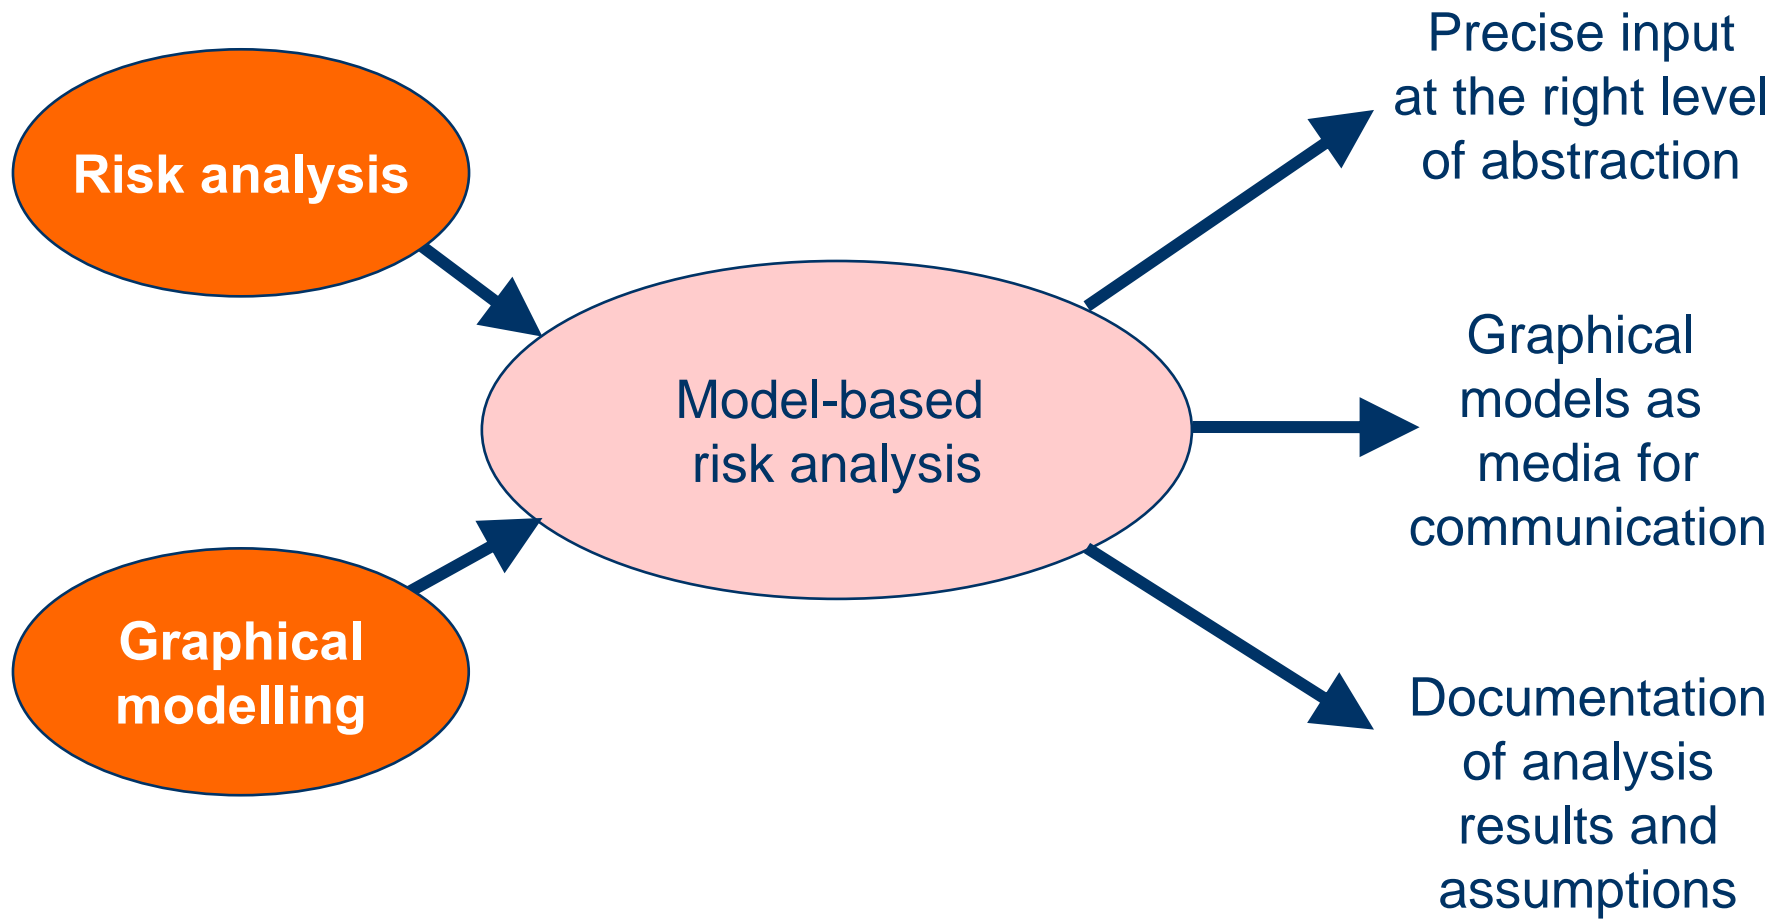 Risk analysis
Graphical
modelling
Model-based
risk analysis
Precise input
at the right level
of abstraction
Graphical
models as
media for
communication
Documentation
of analysis
results and
assumptions